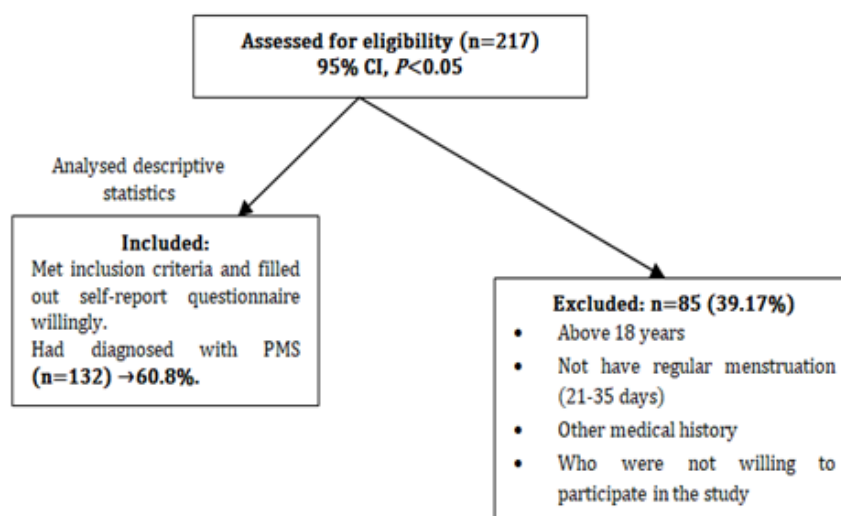 Assessed for eligibility (n=217)
95% CI, P<0.05
Analysed descriptive
statistics
Included:
Met inclusion criteria and filled
out self-report questionnaire
willingly.
Had diagnosed with PMS
(n=132) →60.8%.
Excluded: n=85 (39.17%)
• Above 18 years
• Not have regular menstruation
(21-35 days)
• Other medical history
• Who were not willing to
participate in the study